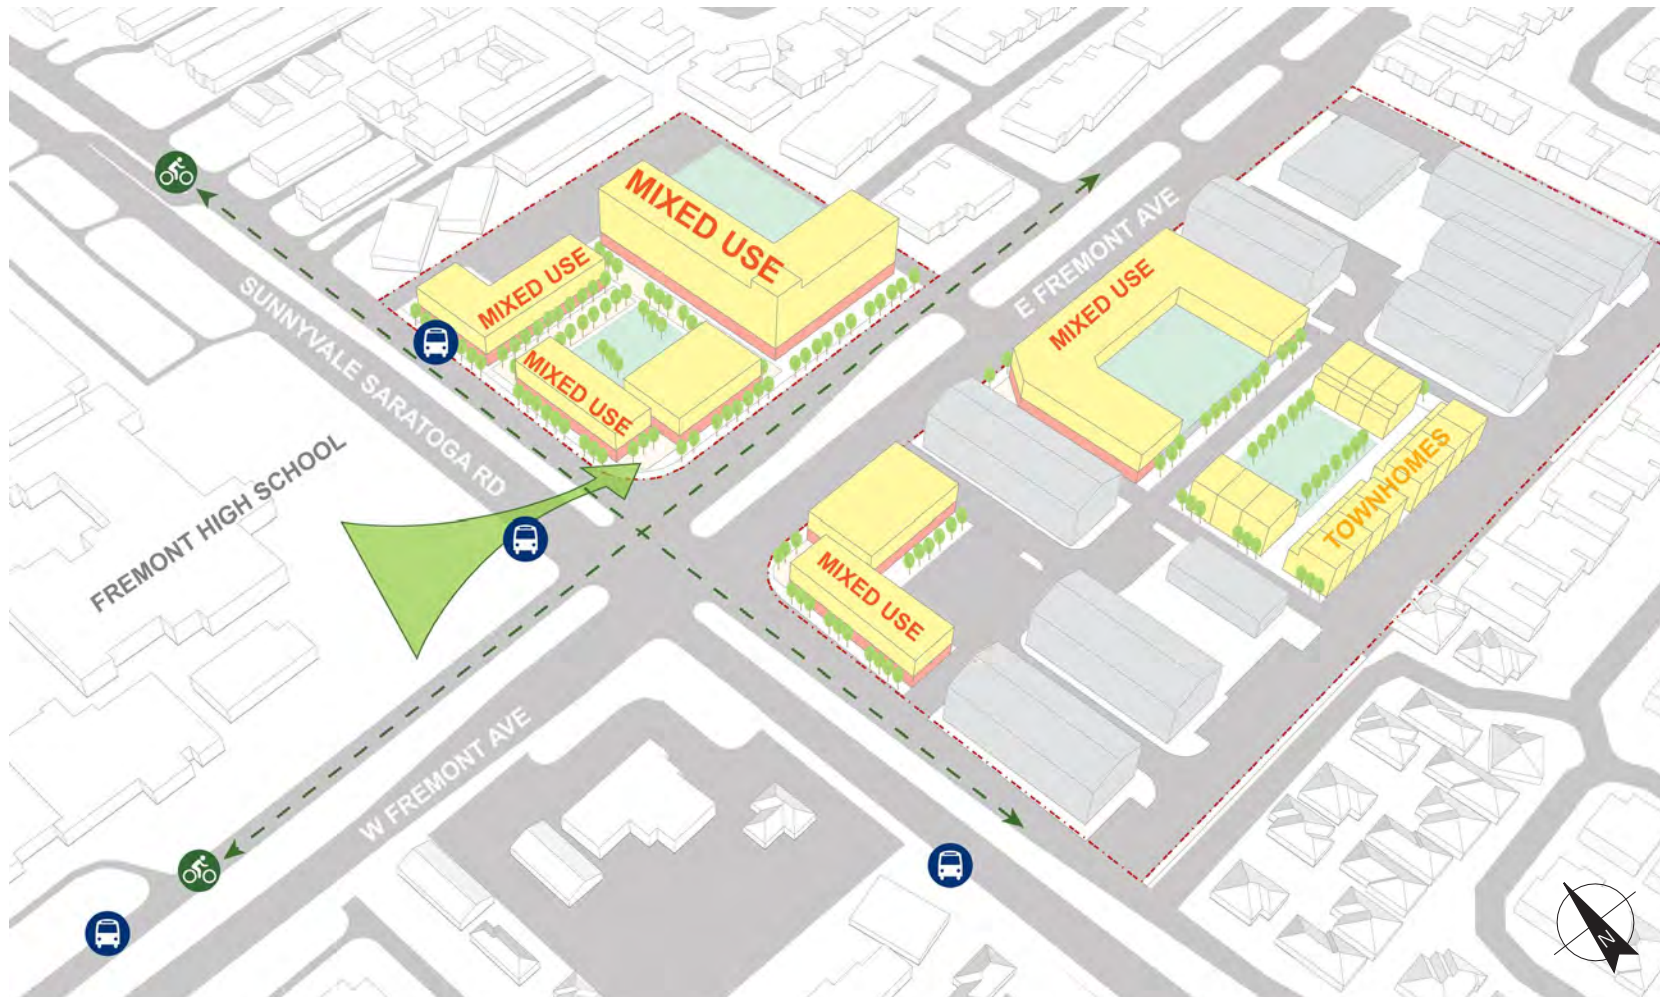 MIXED USE
MIXED USE
MIXED USE
MIXED USE
E FREMONT AVE
SUNNYVALE SARATOGA RD
FREMONT HIGH SCHOOL
MIXED USE
TOWNHOMES
W FREMONT AVE
N